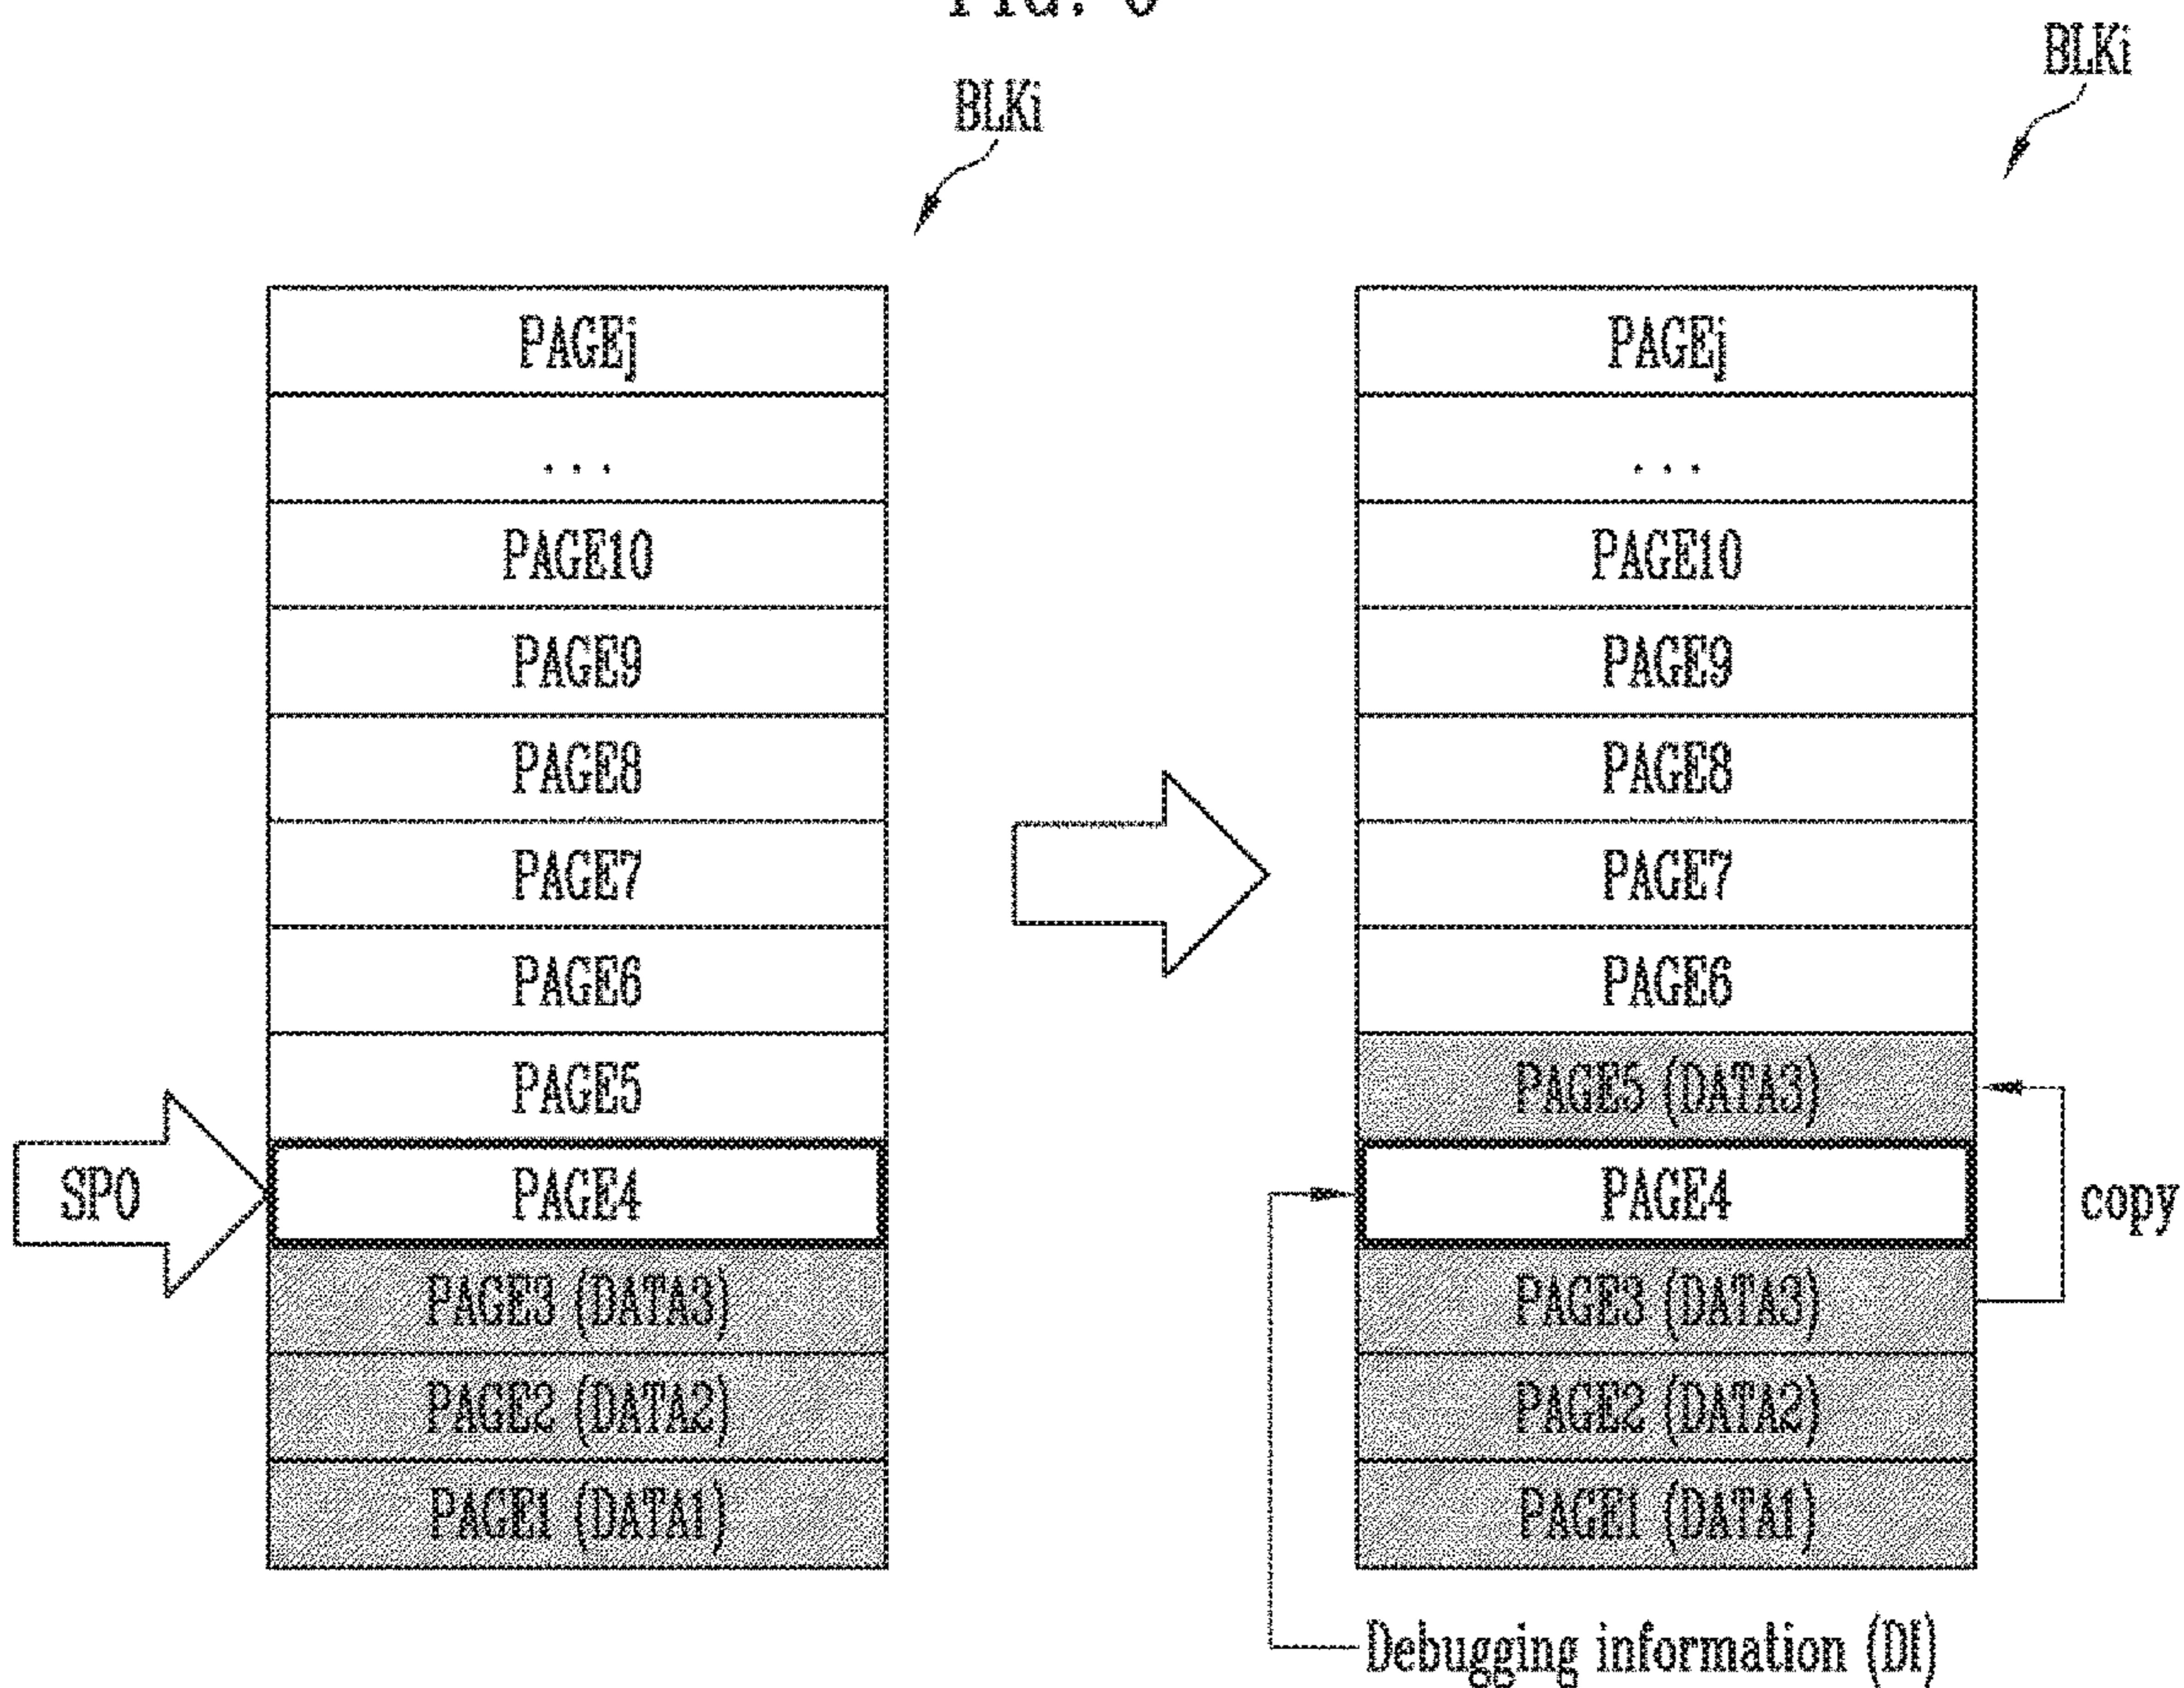 FIG.
BLKi
PAGEj
...
PAGE10
PAGE9
PAGE8
PAGE7
PAGE6
PAGE5
SPO
PAGE4
PAGE3 (DATA3)
PAGE2 (DATA2)
PAGE1 (DATA1)
BLKi
PAGEj
...
PAGE10
PAGE9
PAGE8
PAGE7
PAGE6
PAGE5 (DATA3)
PAGE4
copy
PAGE3 (DATA3)
PAGE2 (DATA2)
PAGE1 (DATA1)
Debugging information (DI)